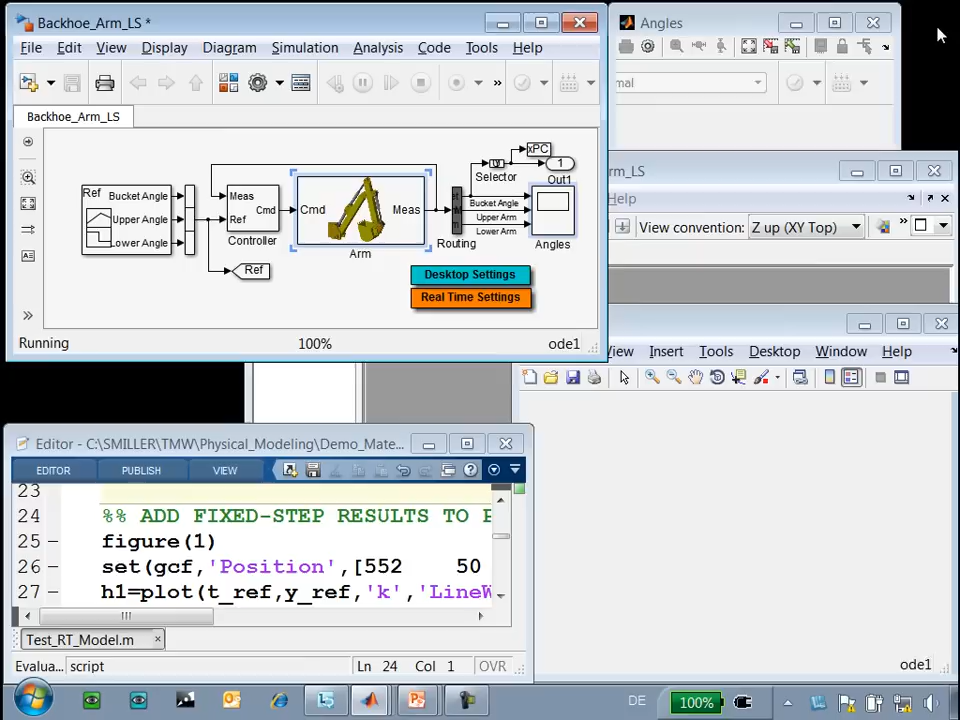 Backhoe_Arm_LS *
File Edit View Display Diagram Simulation Analysis Code Tools Help
Backhoe_Arm_LS
Ref
Bucket Angle
Upper Angle
Lower Angle
Meas
Ref
Cmd
Controller
Cmd
Meas
Arm
Ref
Routing
Bucket Angle
Upper Arm
Lower Arm
Selector
xPC
1
Out1
Angles
Desktop Settings
Real Time Settings
Running 100% ode1
Angles
mal
rm_LS
Help
View convention: Z up (XY Top)
View Insert Tools Desktop Window Help
ode1
Editor - C:\SMILLER\TMW\Physical_Modeling\Demo_Mate...
EDITOR PUBLISH VIEW
23
24 %% ADD FIXED-STEP RESULTS TO
25 figure(1)
26 set(gcf,'Position',[552 50
27 h1=plot(t_ref,y_ref,'k','LineW
Test_RT_Model.m
Evalua... script Ln 24 Col 1 OVR
DE 100%